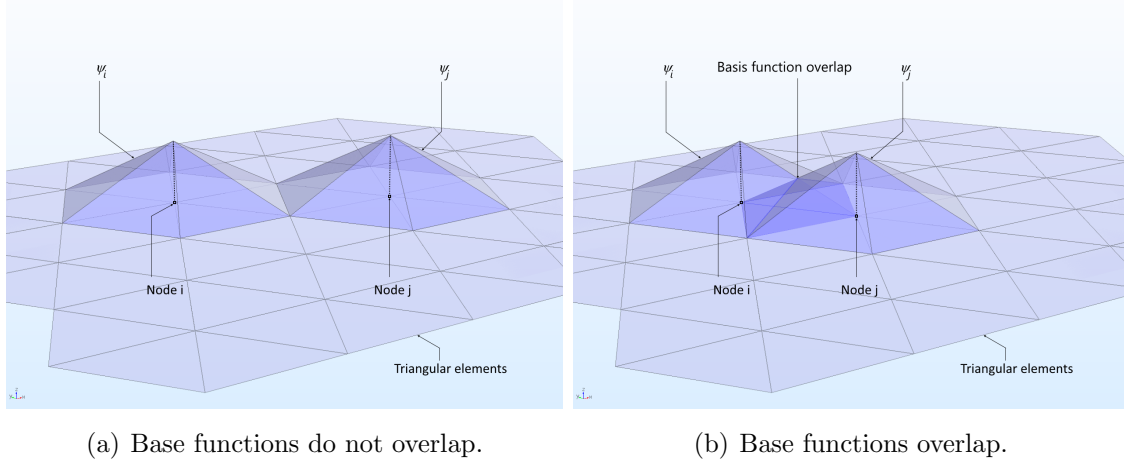 ψi
ψj
Node i
Node j
Triangular elements
ψi
Basis function overlap
ψj
Node i
Node j
Triangular elements
(a) Base functions do not overlap.
(b) Base functions overlap.